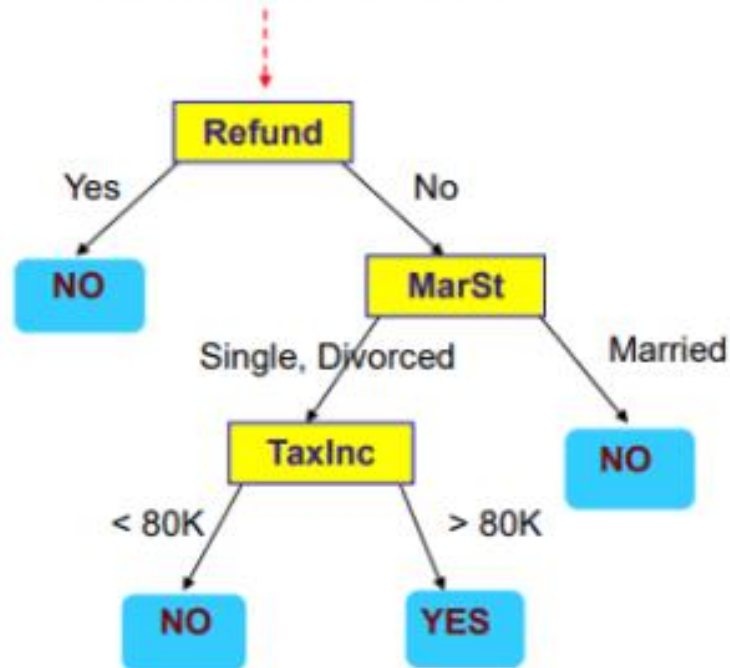 Refund
Yes
No
NO
MarSt
Single, Divorced
Married
TaxInc
NO
< 80K
> 80K
NO
YES